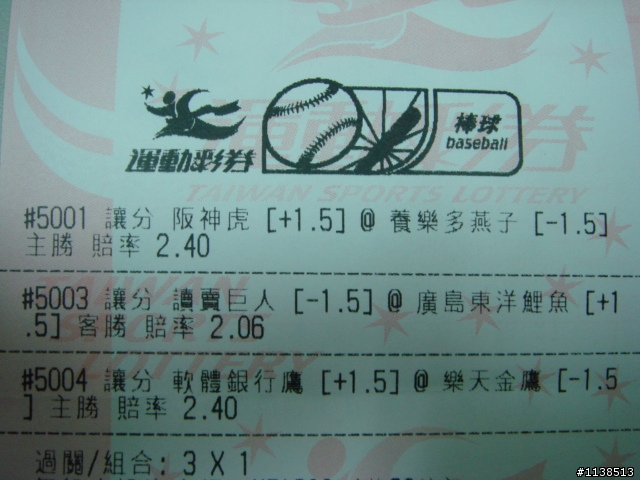 運動彩券
棒球
baseball
TAIWAN SPORTS LOTTERY
#5001 讓分 阪神虎 [+1.5] @ 養樂多燕子 [-1.5]
主勝 賠率 2.40
#5003 讓分 讀賣巨人 [-1.5] @ 廣島東洋鯉魚 [+1
.5] 客勝 賠率 2.06
#5004 讓分 軟體銀行鷹 [+1.5] @ 樂天金鷹 [-1.5
] 主勝 賠率 2.40
過關/組合: 3 X 1
#1138513